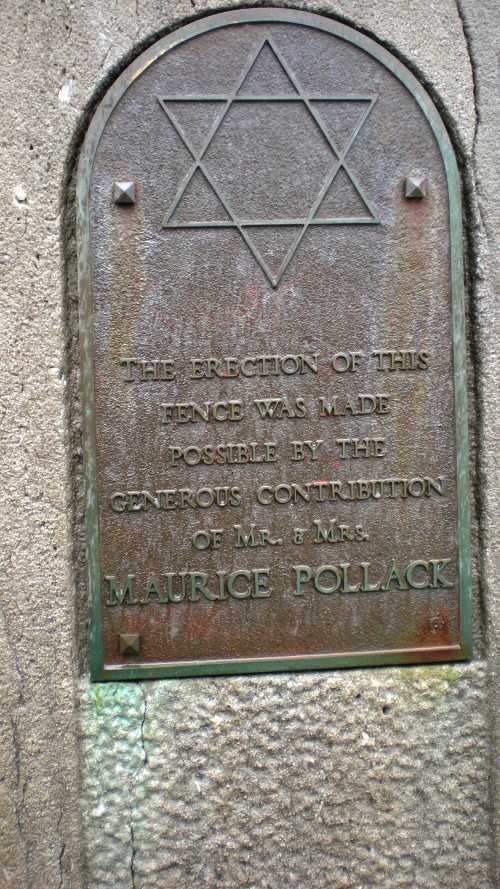 THE ERECTION OF THIS
FENCE WAS MADE
POSSIBLE BY THE
GENEROUS CONTRIBUTION
OF MR. & MRS.
MAURICE POLLACK